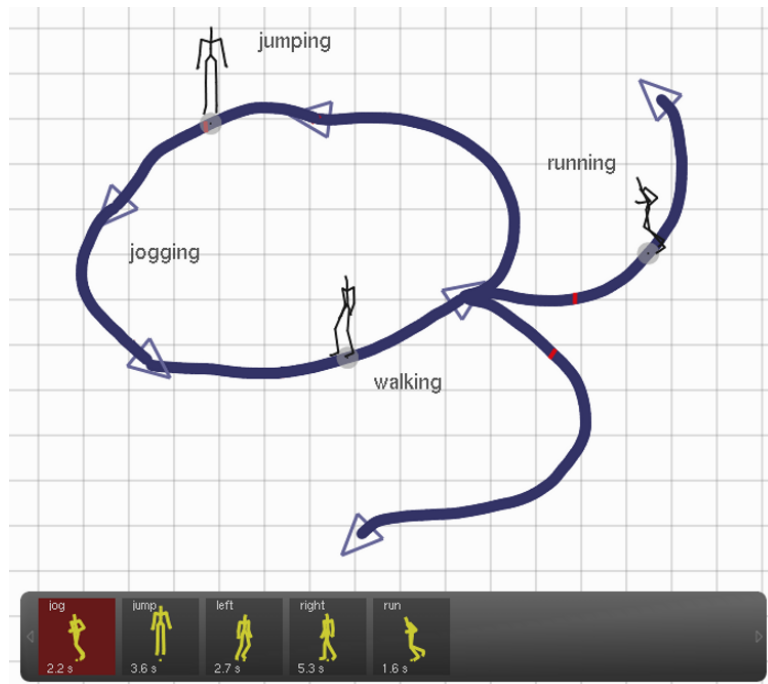 jumping
running
jogging
walking
jog
jump
left
right
run
2.2 s
3.6 s
2.7 s
5.3 s
1.6 s